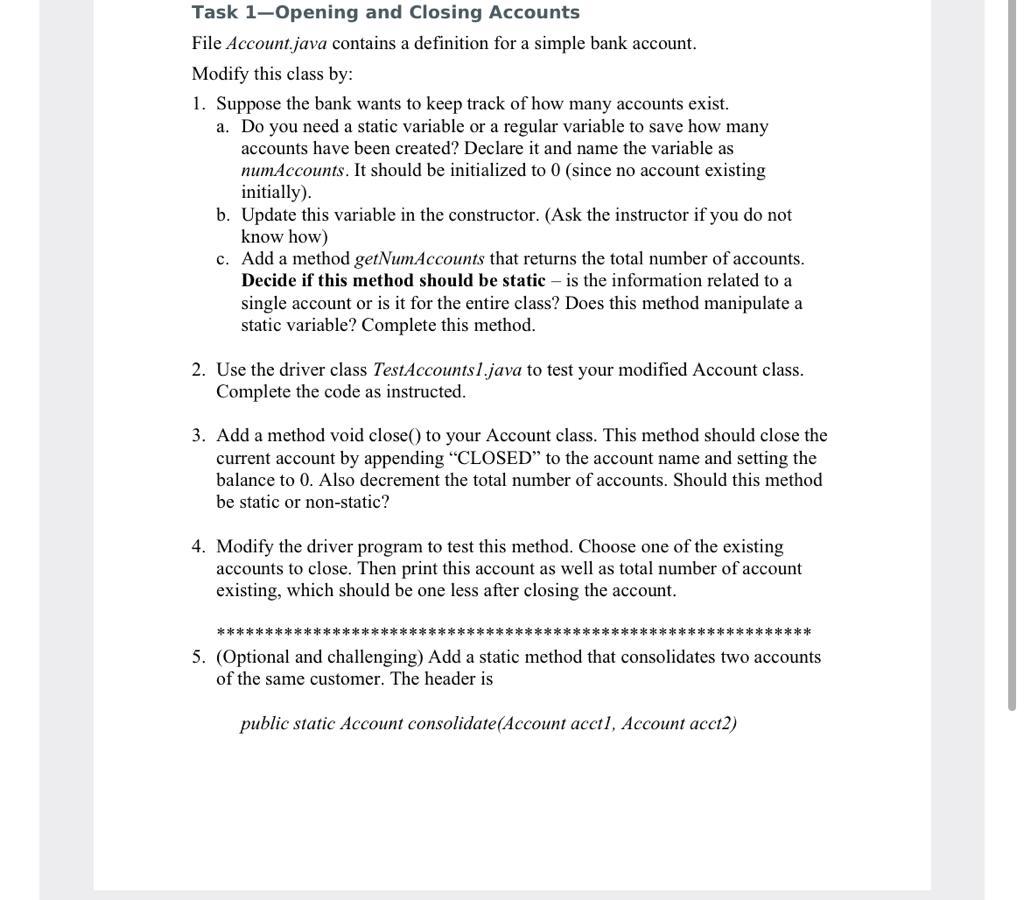 Task 1—Opening and Closing Accounts
File Account.java contains a definition for a simple bank account.
Modify this class by:
1. Suppose the bank wants to keep track of how many accounts exist.
a. Do you need a static variable or a regular variable to save how many
accounts have been created? Declare it and name the variable as
numAccounts. It should be initialized to 0 (since no account existing
initially).
b. Update this variable in the constructor. (Ask the instructor if you do not
know how)
c. Add a method getNumAccounts that returns the total number of accounts.
Decide if this method should be static – is the information related to a
single account or is it for the entire class? Does this method manipulate a
static variable? Complete this method.
2. Use the driver class TestAccounts1.java to test your modified Account class.
Complete the code as instructed.
3. Add a method void close() to your Account class. This method should close the
current account by appending “CLOSED” to the account name and setting the
balance to 0. Also decrement the total number of accounts. Should this method
be static or non-static?
4. Modify the driver program to test this method. Choose one of the existing
accounts to close. Then print this account as well as total number of account
existing, which should be one less after closing the account.
**************************************************************
5. (Optional and challenging) Add a static method that consolidates two accounts
of the same customer. The header is
public static Account consolidate(Account acct1, Account acct2)